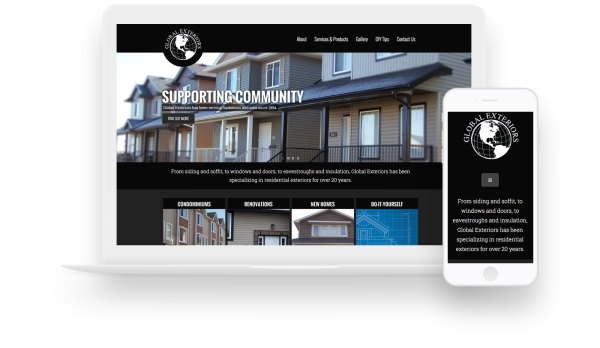 GLOBAL EXTERIORS
About Services & Products Gallery DIY Tips Contact Us
SUPPORTING COMMUNITY
Global Exteriors has been serving Saskatoon and area since 1994.
FIND OUT MORE
From siding and soffit, to windows and doors, to eavestroughs and insulation, Global Exteriors has been
specializing in residential exteriors for over 20 years.
CONDOMINIUMS RENOVATIONS NEW HOMES DO IT YOURSELF
GLOBAL EXTERIORS
From siding and soffit, to
windows and doors, to
eavestroughs and insulation,
Global Exteriors has been
specializing in residential
exteriors for over 20 years.